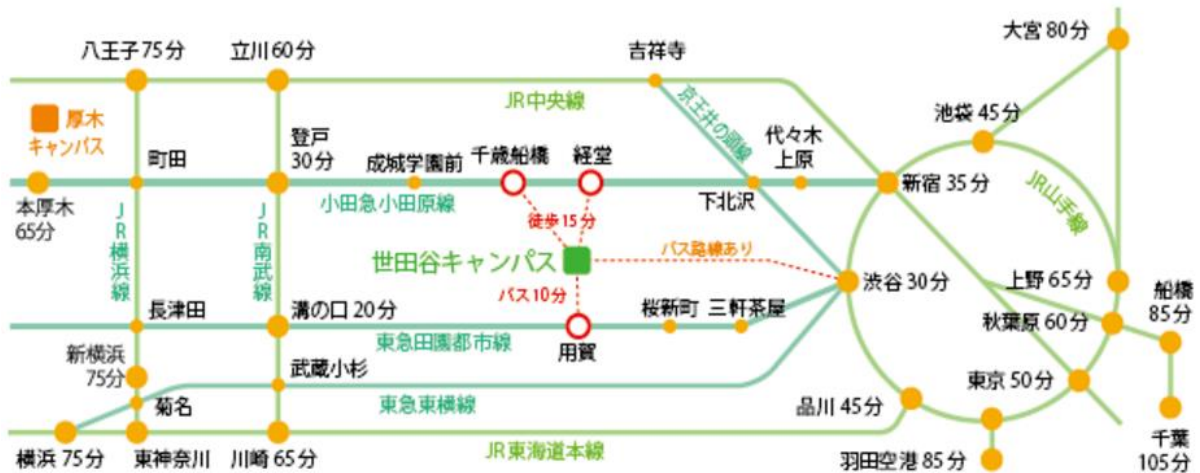 大宮 80分
八王子 75分
立川 60分
吉祥寺
JR中央線
京王井の頭線
池袋 45分
厚木
キャンパス
町田
登戸
30分
成城学園前
千歳船橋
経堂
代々木
上原
新宿 35分
JR山手線
本厚木
65分
小田急小田原線
下北沢
徒歩15分
JR横浜線
JR南武線
世田谷キャンパス
バス路線あり
渋谷 30分
上野 65分
船橋
85分
バス10分
長津田
溝の口 20分
桜新町
三軒茶屋
秋葉原 60分
東急田園都市線
用賀
新横浜
75分
武蔵小杉
東京 50分
菊名
東急東横線
品川 45分
横浜 75分
東神奈川
川崎 65分
JR東海道本線
羽田空港 85分
千葉
105分